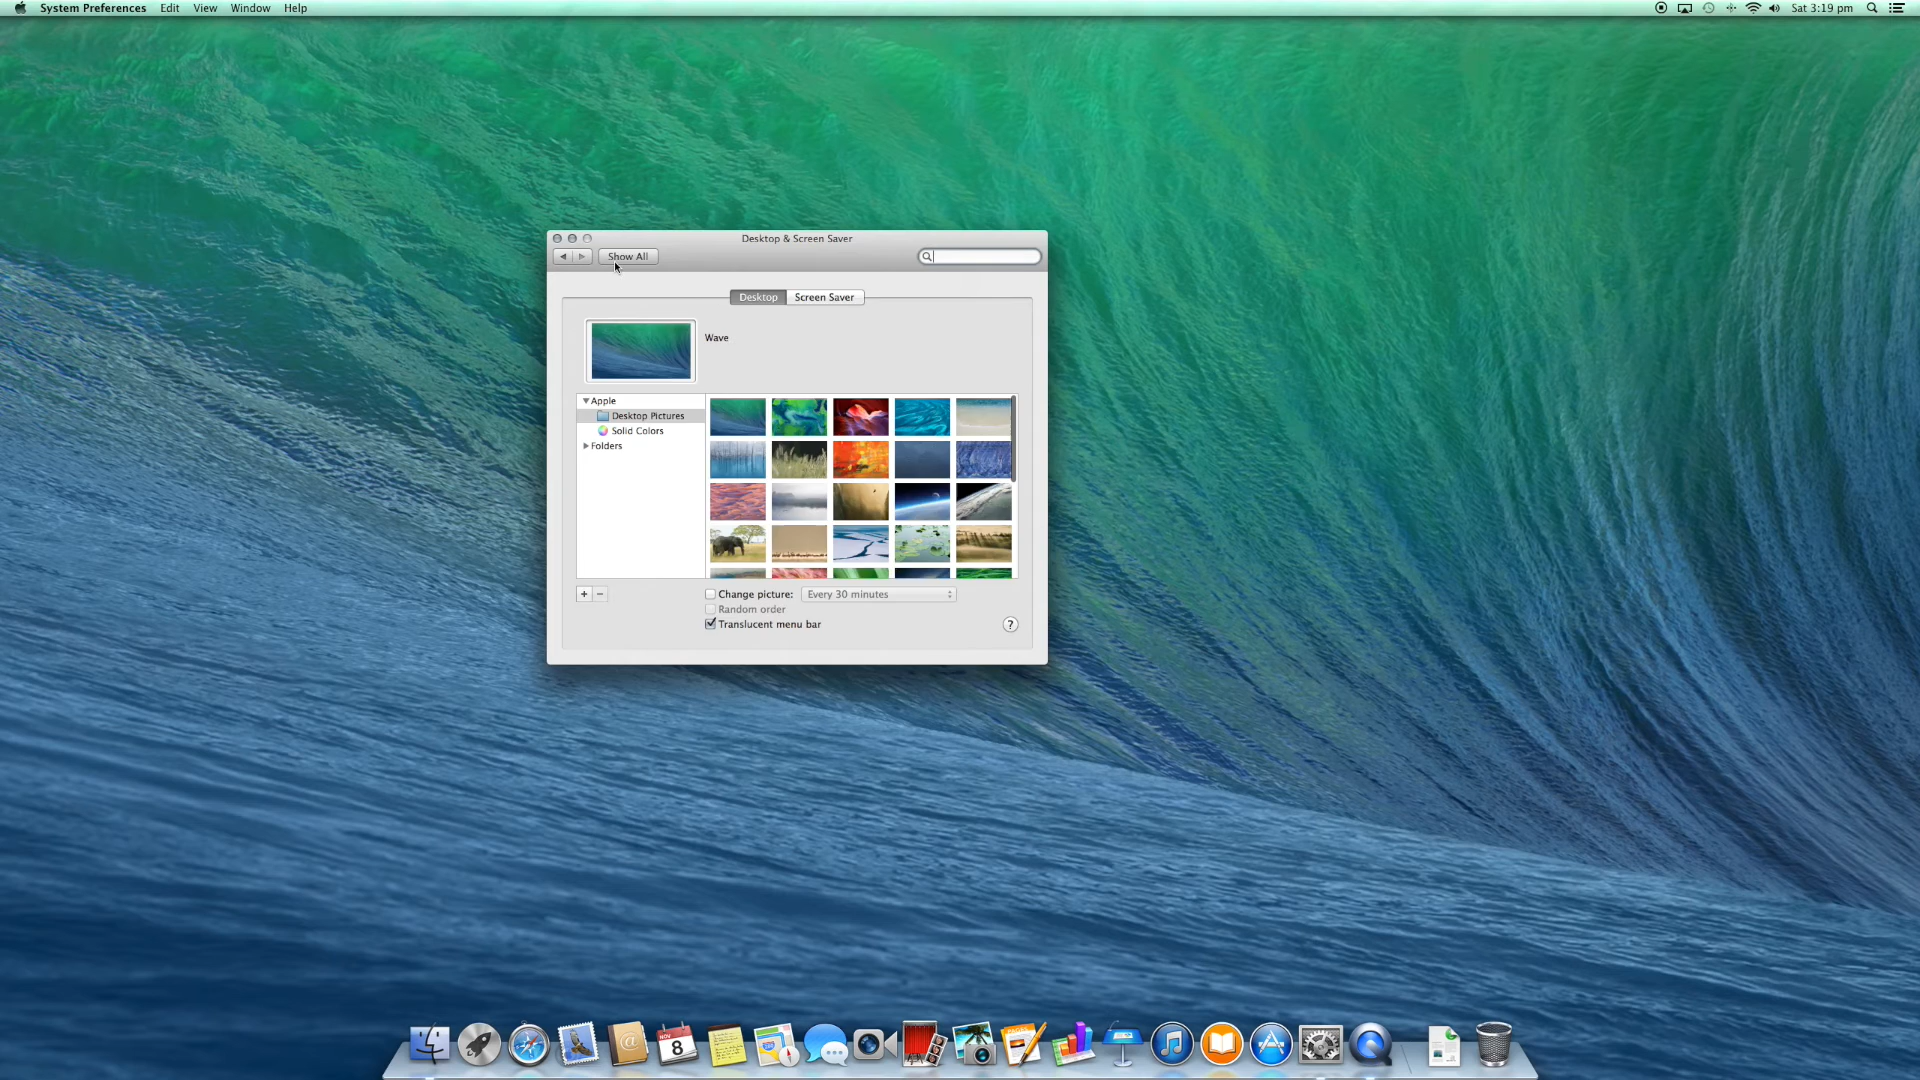 System Preferences Edit View Window Help Sat 3:19 pm
Desktop & Screen Saver
Show All
Desktop Screen Saver
Wave
Apple
Desktop Pictures
Solid Colors
Folders
+ −
Change picture: Every 30 minutes
Random order
Translucent menu bar ?
NOV
8